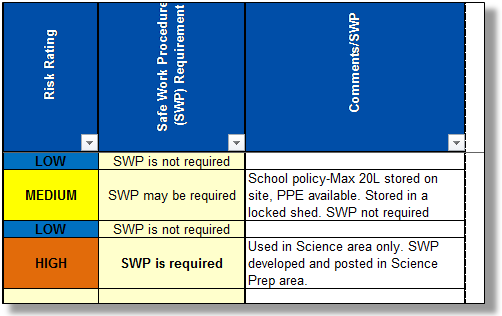 Risk Rating
Safe Work Procedure
(SWP) Requirement
Comments/SWP
LOW
SWP is not required
MEDIUM
SWP may be required
School policy-Max 20L stored on
site, PPE available. Stored in a
locked shed. SWP not required
LOW
SWP is not required
HIGH
SWP is required
Used in Science area only. SWP
developed and posted in Science
Prep area.